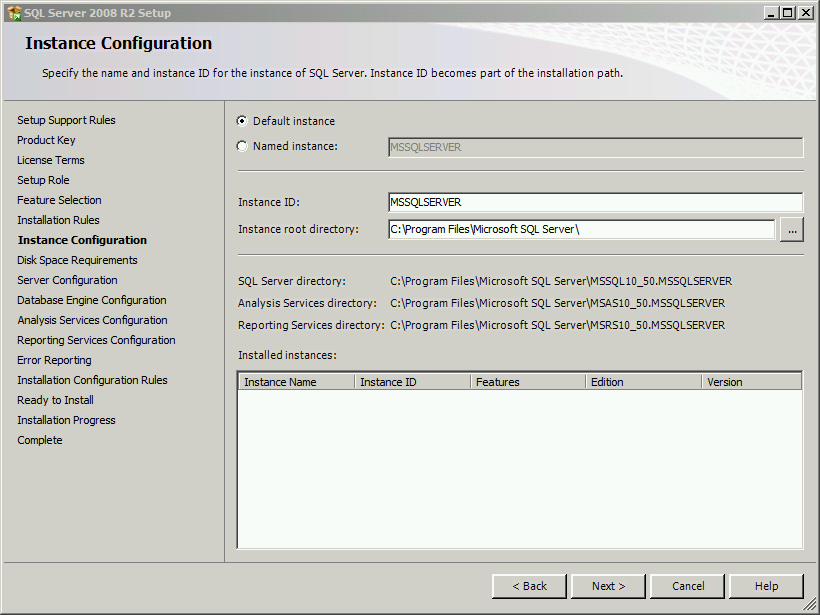 SQL Server 2008 R2 Setup
Instance Configuration
Specify the name and instance ID for the instance of SQL Server. Instance ID becomes part of the installation path.
Setup Support Rules
Product Key
License Terms
Setup Role
Feature Selection
Installation Rules
Instance Configuration
Disk Space Requirements
Server Configuration
Database Engine Configuration
Analysis Services Configuration
Reporting Services Configuration
Error Reporting
Installation Configuration Rules
Ready to Install
Installation Progress
Complete
Default instance
Named instance: MSSQLSERVER
Instance ID: MSSQLSERVER
Instance root directory: C:\Program Files\Microsoft SQL Server\ ...
SQL Server directory: C:\Program Files\Microsoft SQL Server\MSSQL10_50.MSSQLSERVER
Analysis Services directory: C:\Program Files\Microsoft SQL Server\MSAS10_50.MSSQLSERVER
Reporting Services directory: C:\Program Files\Microsoft SQL Server\MSRS10_50.MSSQLSERVER
Installed instances:
Instance Name Instance ID Features Edition Version
< Back Next > Cancel Help